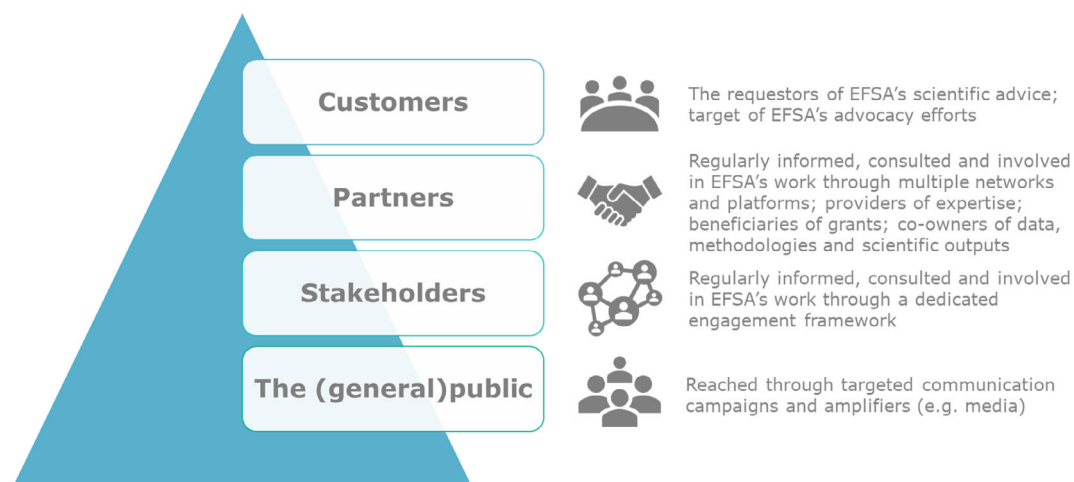 Customers
The requestors of EFSA's scientific advice;
target of EFSA's advocacy efforts
Partners
Regularly informed, consulted and involved
in EFSA's work through multiple networks
and platforms; providers of expertise;
beneficiaries of grants; co-owners of data,
methodologies and scientific outputs
Stakeholders
Regularly informed, consulted and involved
in EFSA's work through a dedicated
engagement framework
The (general)public
Reached through targeted communication
campaigns and amplifiers (e.g. media)